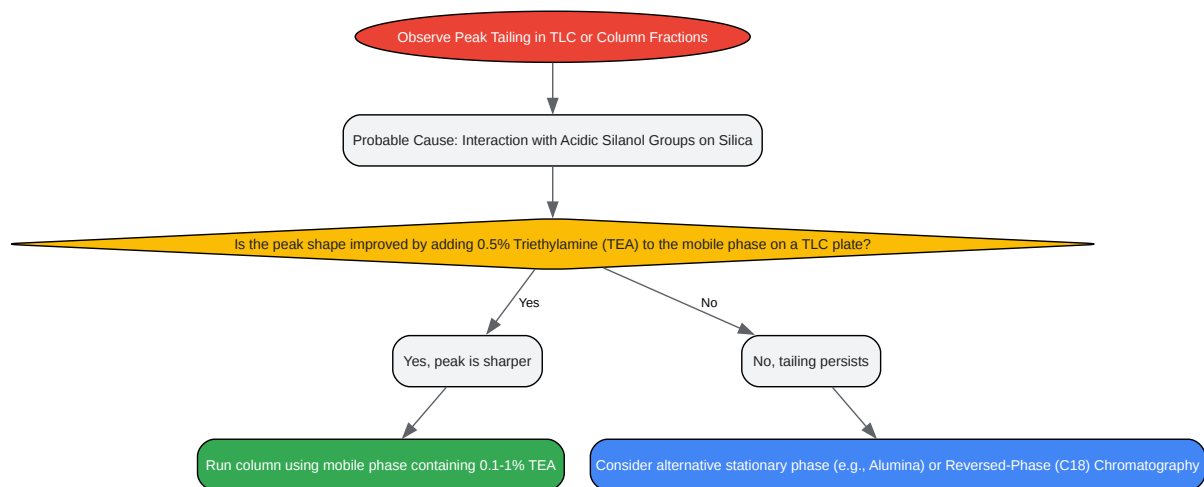 Observe Peak Tailing in TLC or Column Fractions
Probable Cause: Interaction with Acidic Silanol Groups on Silica
Is the peak shape improved by adding 0.5% Triethylamine (TEA) to the mobile phase on a TLC plate?
Yes
No
Yes, peak is sharper
No, tailing persists
Run column using mobile phase containing 0.1-1% TEA
Consider alternative stationary phase (e.g., Alumina) or Reversed-Phase (C18) Chromatography